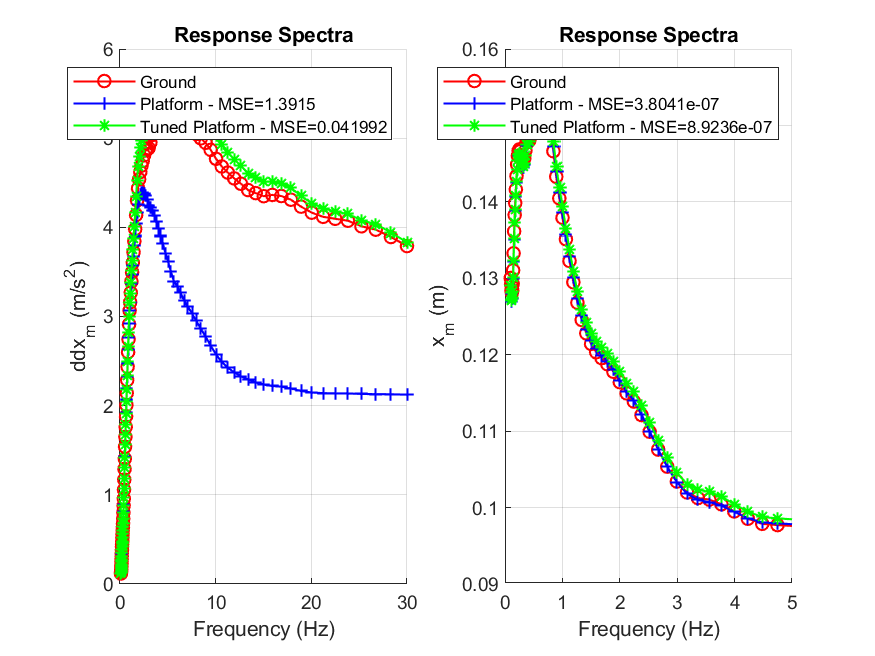 Response Spectra
6
5
4
3
2
1
0
0 10 20 30
Frequency (Hz)
ddx_m (m/s^2)
Ground
Platform - MSE=1.3915
Tuned Platform - MSE=0.041992
Response Spectra
0.16
0.14
0.13
0.12
0.11
0.1
0.09
0 1 2 3 4 5
Frequency (Hz)
x_m (m)
Ground
Platform - MSE=3.8041e-07
Tuned Platform - MSE=8.9236e-07